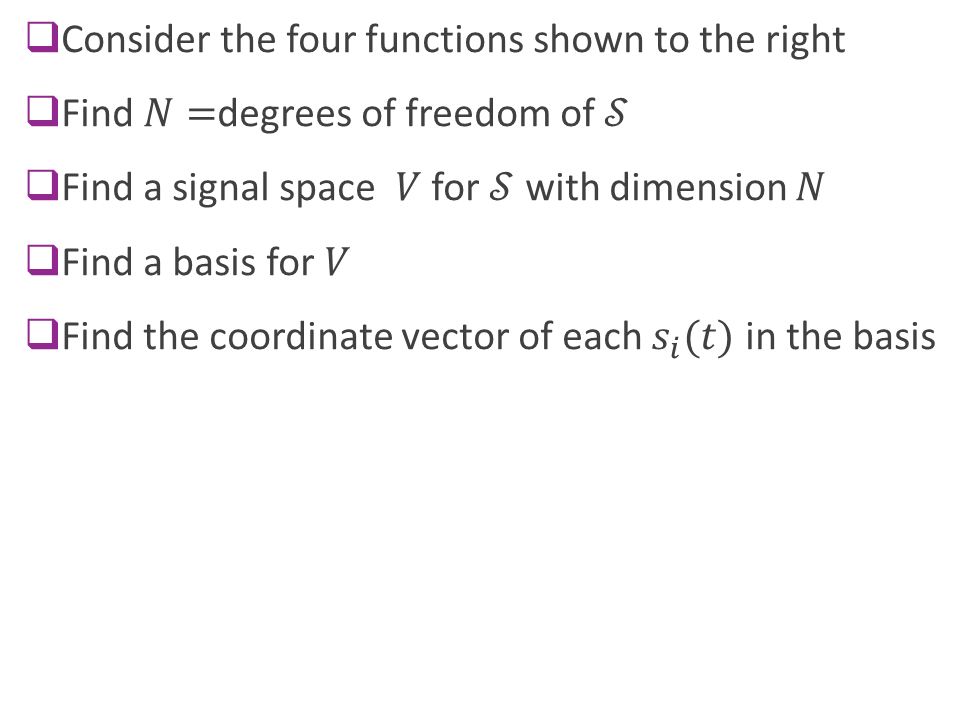 ❑Consider the four functions shown to the right
❑Find 𝑁 =degrees of freedom of 𝒮
❑Find a signal space 𝑉 for 𝒮 with dimension 𝑁
❑Find a basis for 𝑉
❑Find the coordinate vector of each 𝑠ᵢ(𝑡) in the basis